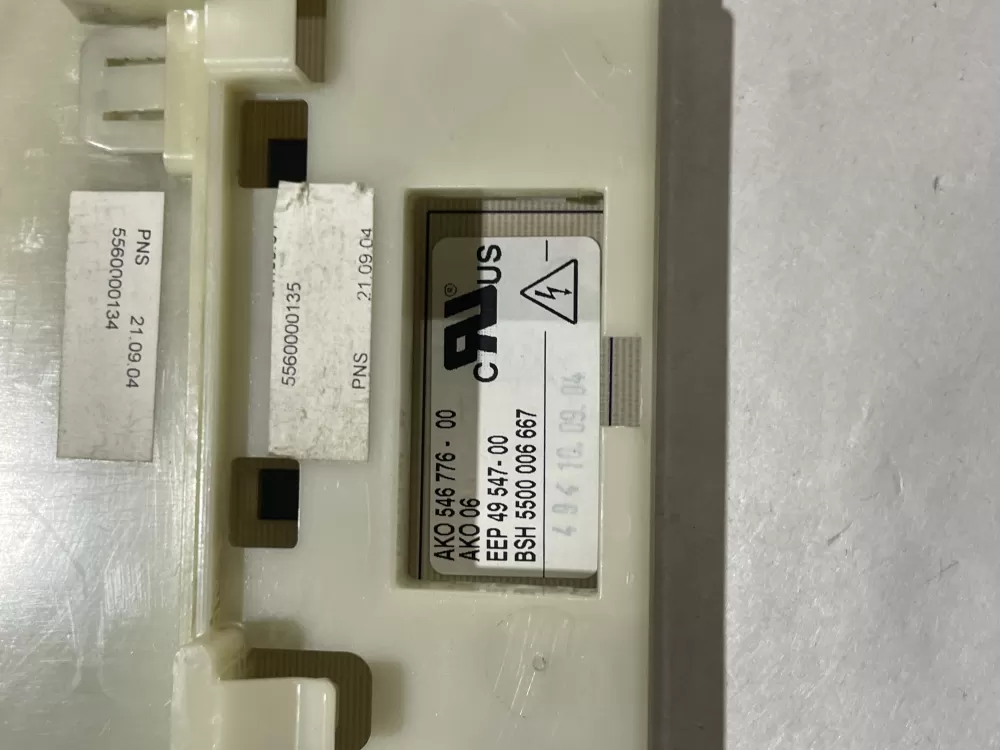 PNS 21.09.04
5560000134
5560000135
PNS 21.09.04
C US
®
AKO 546 776 - 00
AKO 06
EEP 49 547- 00
BSH 5500 006 667
494 10.09.04